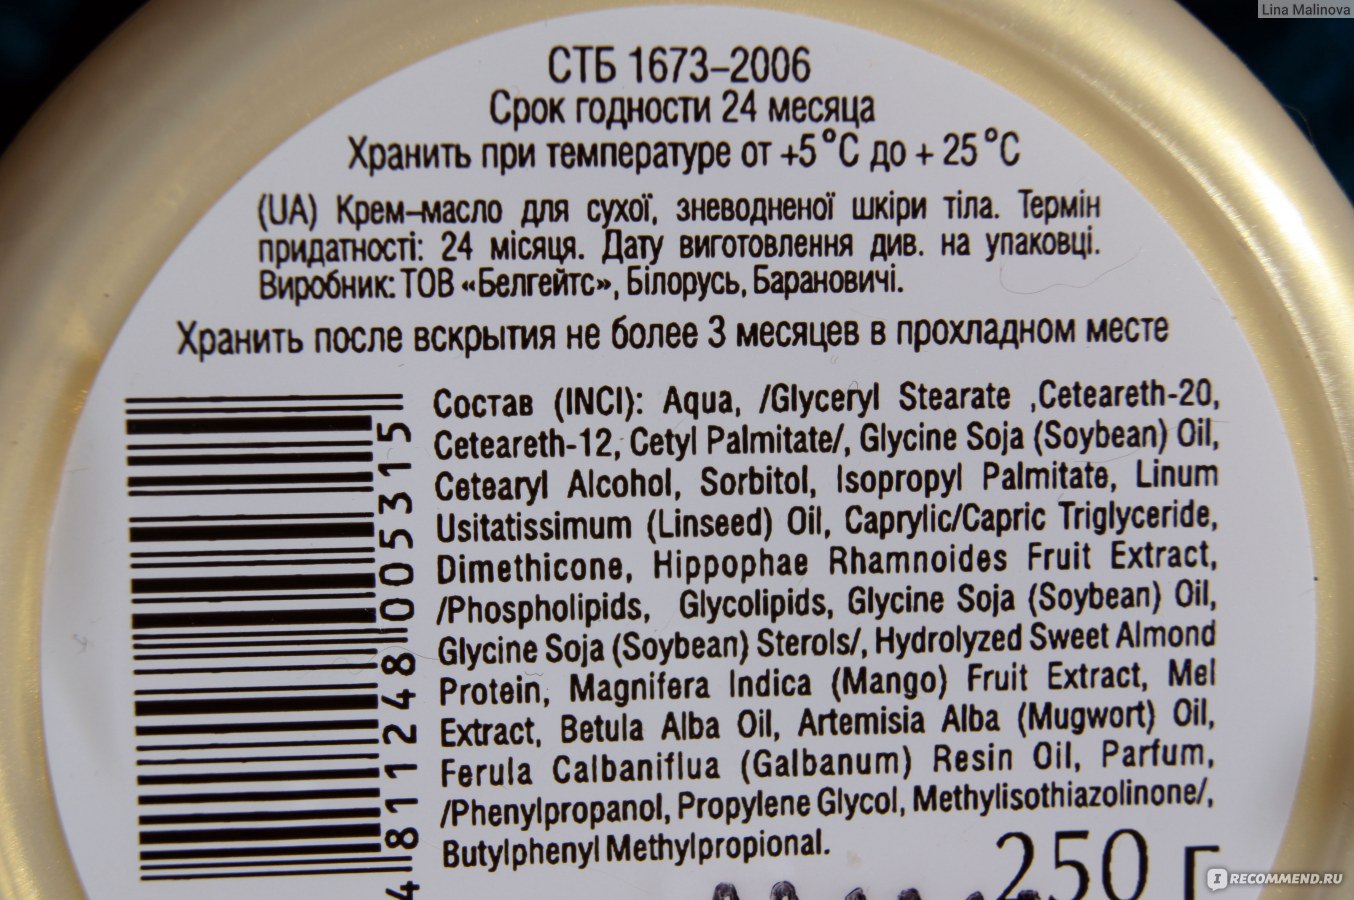 Lina Malinova
СТБ 1673-2006
Срок годности 24 месяца
Хранить при температуре от +5°С до + 25°С
(UA) Крем-масло для сухої, зневодненої шкіри тіла. Термін
придатності: 24 місяця. Дату виготовлення див. на упаковці.
Виробник: ТОВ «Белгейтс», Білорусь, Барановичі.
Хранить после вскрытия не более 3 месяцев в прохладном месте
Состав (INCI): Aqua, /Glyceryl Stearate ,Ceteareth-20,
Ceteareth-12, Cetyl Palmitate/, Glycine Soja (Soybean) Oil,
Cetearyl Alcohol, Sorbitol, Isopropyl Palmitate, Linum
Usitatissimum (Linseed) Oil, Caprylic/Capric Triglyceride,
Dimethicone, Hippophae Rhamnoides Fruit Extract,
/Phospholipids, Glycolipids, Glycine Soja (Soybean) Oil,
Glycine Soja (Soybean) Sterols/, Hydrolyzed Sweet Almond
Protein, Magnifera Indica (Mango) Fruit Extract, Mel
Extract, Betula Alba Oil, Artemisia Alba (Mugwort) Oil,
Ferula Calbaniflua (Galbanum) Resin Oil, Parfum,
/Phenylpropanol, Propylene Glycol, Methylisothiazolinone/,
Butylphenyl Methylpropional.
4 811248 005315
250 г
RECOMMEND.RU